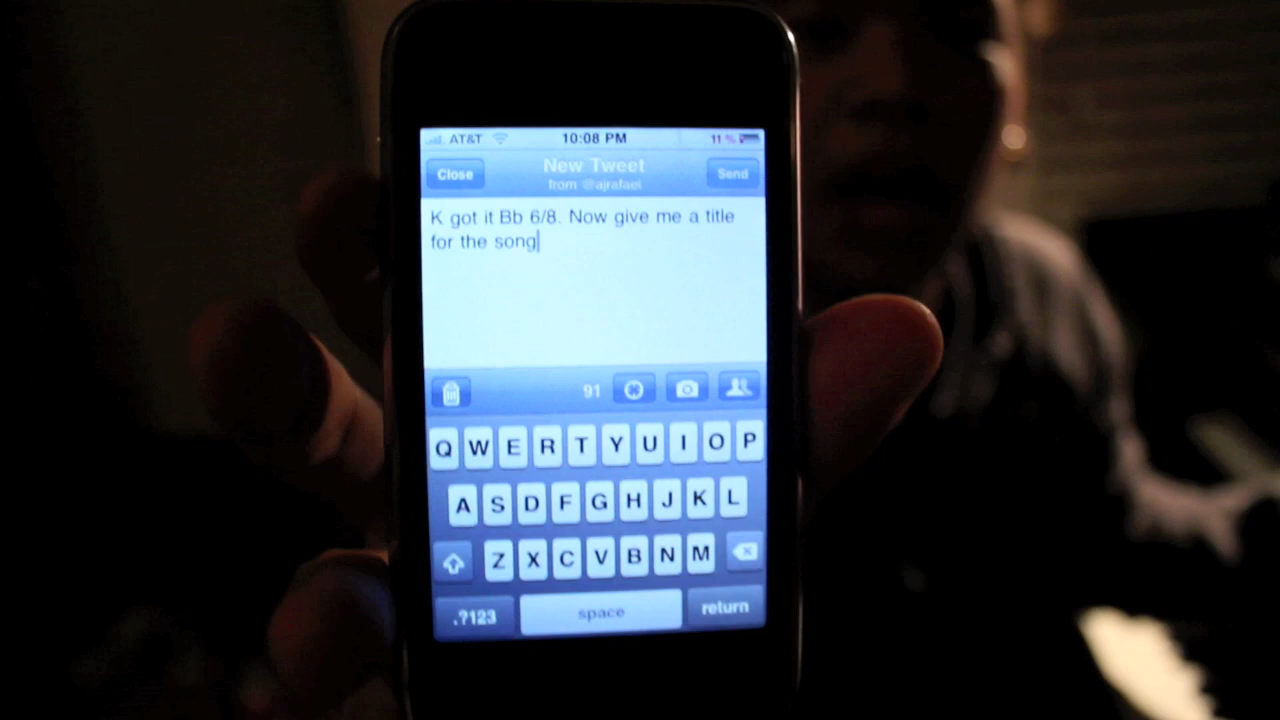 AT&T 10:08 PM 11 %
Close New Tweet Send
from @ajrafael
K got it Bb 6/8. Now give me a title
for the song
91
Q W E R T Y U I O P
A S D F G H J K L
Z X C V B N M
.?123 space return